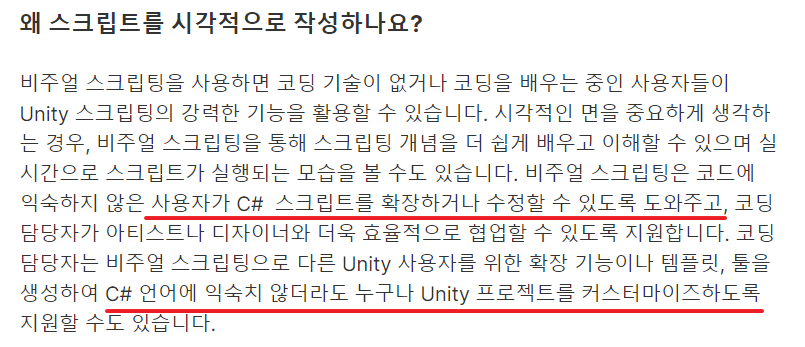 왜 스크립트를 시각적으로 작성하나요?
비주얼 스크립팅을 사용하면 코딩 기술이 없거나 코딩을 배우는 중인 사용자들이
Unity 스크립팅의 강력한 기능을 활용할 수 있습니다. 시각적인 면을 중요하게 생각하
는 경우, 비주얼 스크립팅을 통해 스크립팅 개념을 더 쉽게 배우고 이해할 수 있으며 실
시간으로 스크립트가 실행되는 모습을 볼 수도 있습니다. 비주얼 스크립팅은 코드에
익숙하지 않은 사용자가 C# 스크립트를 확장하거나 수정할 수 있도록 도와주고, 코딩
담당자가 아티스트나 디자이너와 더욱 효율적으로 협업할 수 있도록 지원합니다. 코딩
담당자는 비주얼 스크립팅으로 다른 Unity 사용자를 위한 확장 기능이나 템플릿, 툴을
생성하여 C# 언어에 익숙치 않더라도 누구나 Unity 프로젝트를 커스터마이즈하도록
지원할 수도 있습니다.